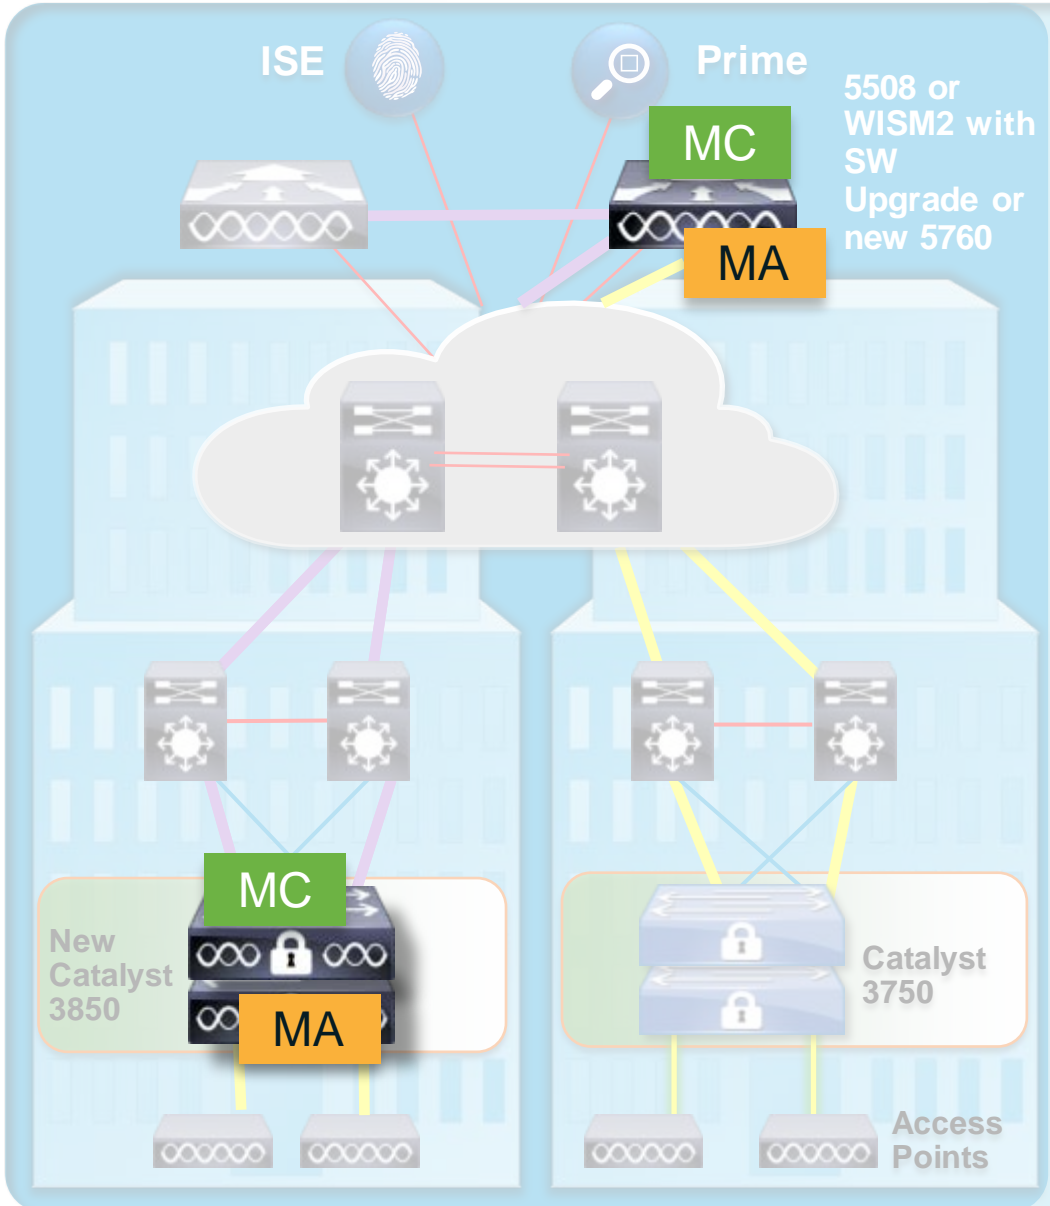 ISE
Prime
5508 or
WISM2 with
SW
Upgrade or
new 5760
MC
MA
MC
New
Catalyst
3850
MA
Catalyst
3750
Access
Points